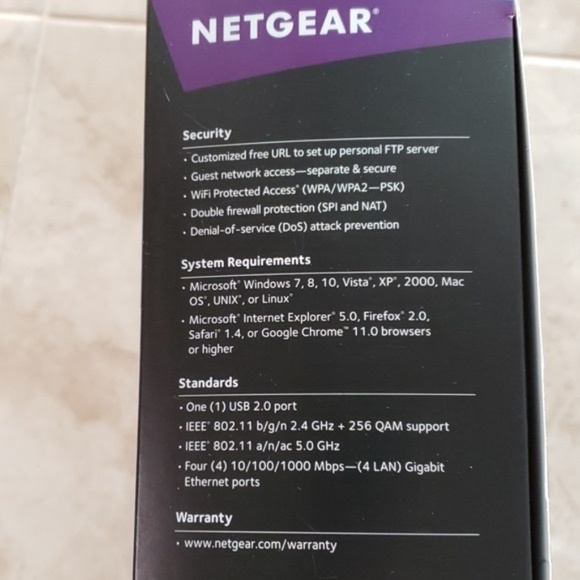 NETGEAR®
Security
• Customized free URL to set up personal FTP server
• Guest network access—separate & secure
• WiFi Protected Access® (WPA/WPA2—PSK)
• Double firewall protection (SPI and NAT)
• Denial-of-service (DoS) attack prevention
System Requirements
• Microsoft® Windows 7, 8, 10, Vista®, XP®, 2000, Mac
OS®, UNIX®, or Linux®
• Microsoft® Internet Explorer® 5.0, Firefox® 2.0,
Safari® 1.4, or Google Chrome™ 11.0 browsers
or higher
Standards
• One (1) USB 2.0 port
• IEEE® 802.11 b/g/n 2.4 GHz + 256 QAM support
• IEEE® 802.11 a/n/ac 5.0 GHz
• Four (4) 10/100/1000 Mbps—(4 LAN) Gigabit
Ethernet ports
Warranty
• www.netgear.com/warranty